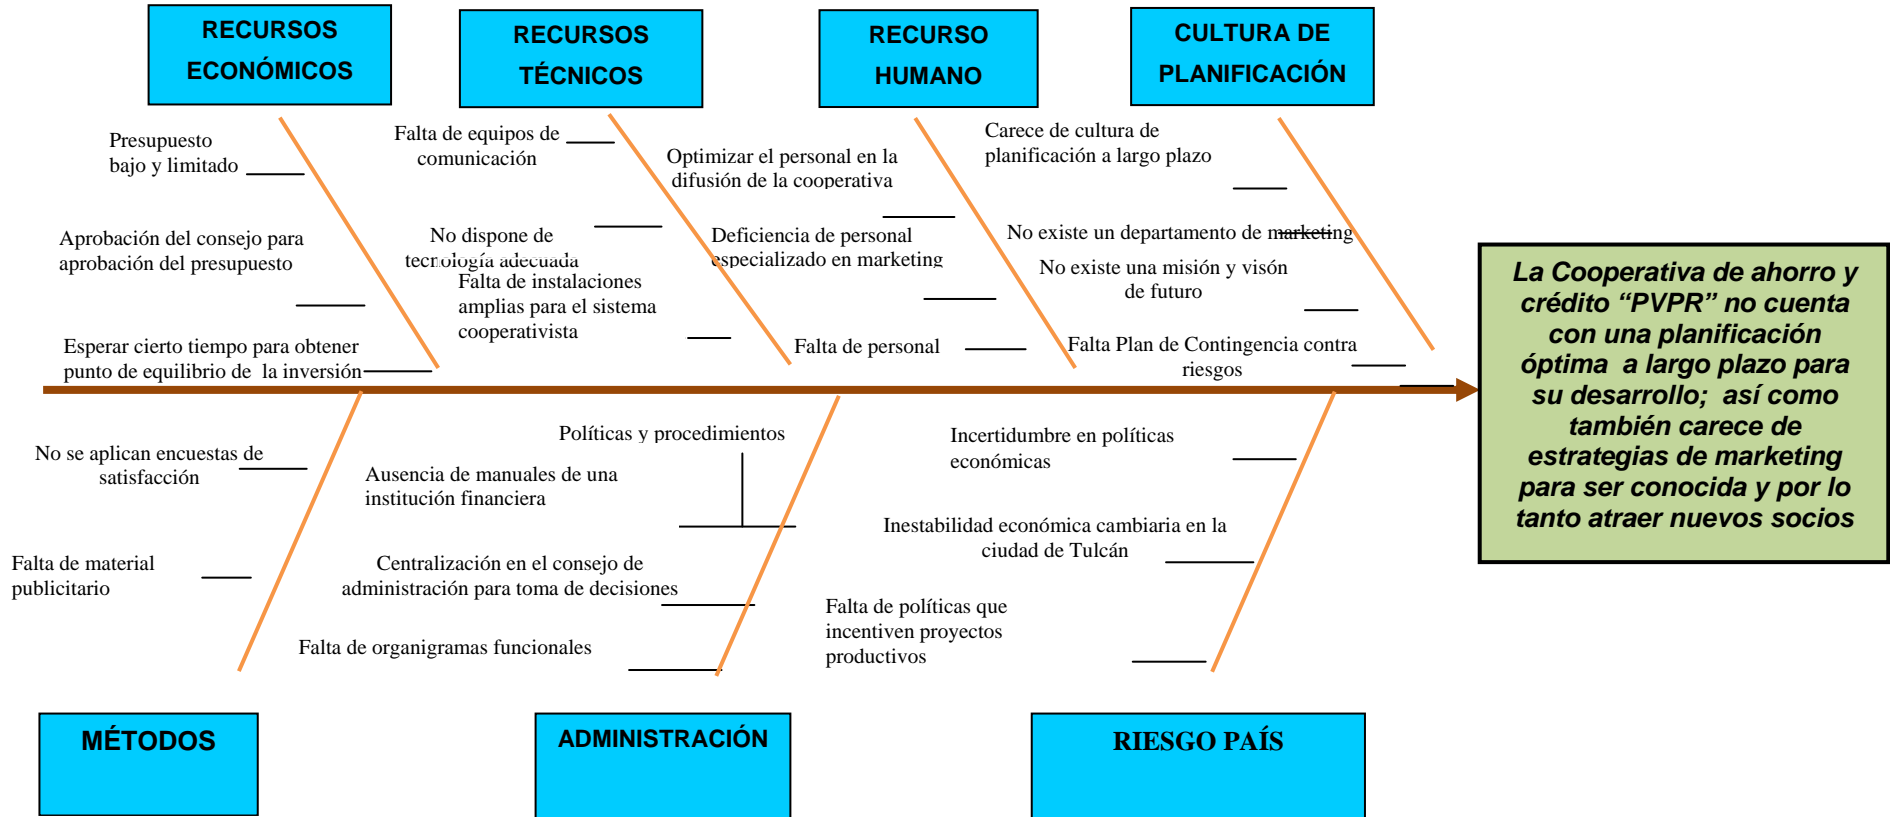 RECURSOS
ECONÓMICOS
RECURSOS
TÉCNICOS
RECURSO
HUMANO
CULTURA DE
PLANIFICACIÓN
Presupuesto
bajo y limitado
Aprobación del consejo para
aprobación del presupuesto
Esperar cierto tiempo para obtener
punto de equilibrio de la inversión
Falta de equipos de
comunicación
No dispone de
tecnología adecuada
Falta de instalaciones
amplias para el sistema
cooperativista
Optimizar el personal en la
difusión de la cooperativa
Deficiencia de personal
especializado en marketing
Falta de personal
Carece de cultura de
planificación a largo plazo
No existe un departamento de marketing
No existe una misión y visón
de futuro
Falta Plan de Contingencia contra
riesgos
La Cooperativa de ahorro y
crédito “PVPR” no cuenta
con una planificación
óptima a largo plazo para
su desarrollo; así como
también carece de
estrategias de marketing
para ser conocida y por lo
tanto atraer nuevos socios
No se aplican encuestas de
satisfacción
Falta de material
publicitario
Políticas y procedimientos
Ausencia de manuales de una
institución financiera
Centralización en el consejo de
administración para toma de decisiones
Falta de organigramas funcionales
Incertidumbre en políticas
económicas
Inestabilidad económica cambiaria en la
ciudad de Tulcán
Falta de políticas que
incentiven proyectos
productivos
MÉTODOS
ADMINISTRACIÓN
RIESGO PAÍS